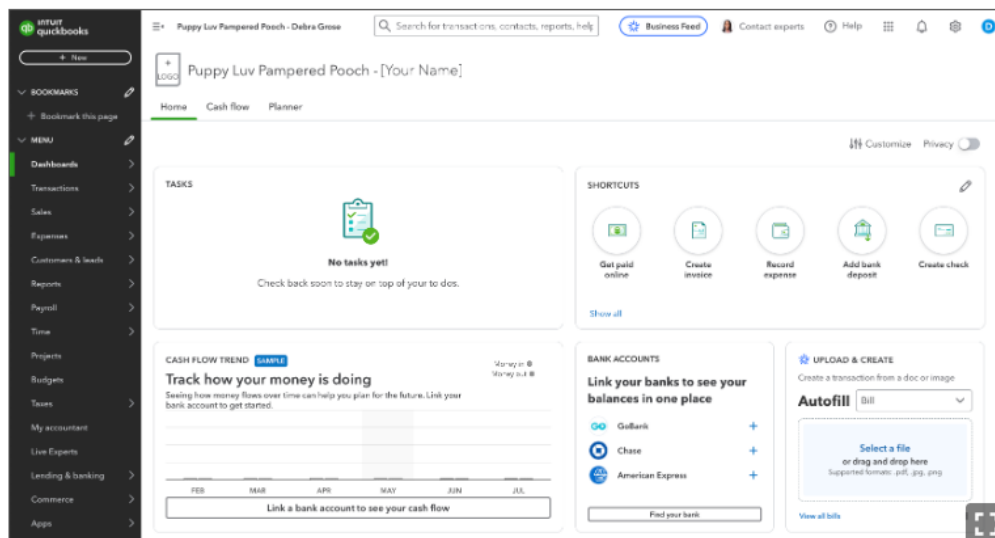 INTUIT
quickbooks
Puppy Luv Pampered Pooch - Debra Grose
Search for transactions, contacts, reports, help
Business Feed
Contact experts
Help
D
+ New
BOOKMARKS
+ Bookmark this page
MENU
Dashboards
Transactions
Sales
Expenses
Customers & leads
Reports
Payroll
Time
Projects
Budgets
Taxes
My accountant
Live Experts
Lending & banking
Commerce
Apps
+
LOGO
Puppy Luv Pampered Pooch - [Your Name]
Home Cash flow Planner
Customize Privacy
TASKS
No tasks yet!
Check back soon to stay on top of your to dos.
SHORTCUTS
Get paid
online
Create
invoice
Record
expense
Add bank
deposit
Create check
Show all
CASH FLOW TREND SAMPLE
Money in
Money out
Track how your money is doing
Seeing how money flows over time can help you plan for the future. Link your
bank account to get started.
FEB MAR APR MAY JUN JUL
Link a bank account to see your cash flow
BANK ACCOUNTS
Link your banks to see your
balances in one place
GO GoBank +
Chase +
American Express +
Find your bank
UPLOAD & CREATE
Create a transaction from a doc or image
Autofill Bill
Select a file
or drag and drop here
Supported formats: .pdf, .jpg, .png
View all bills